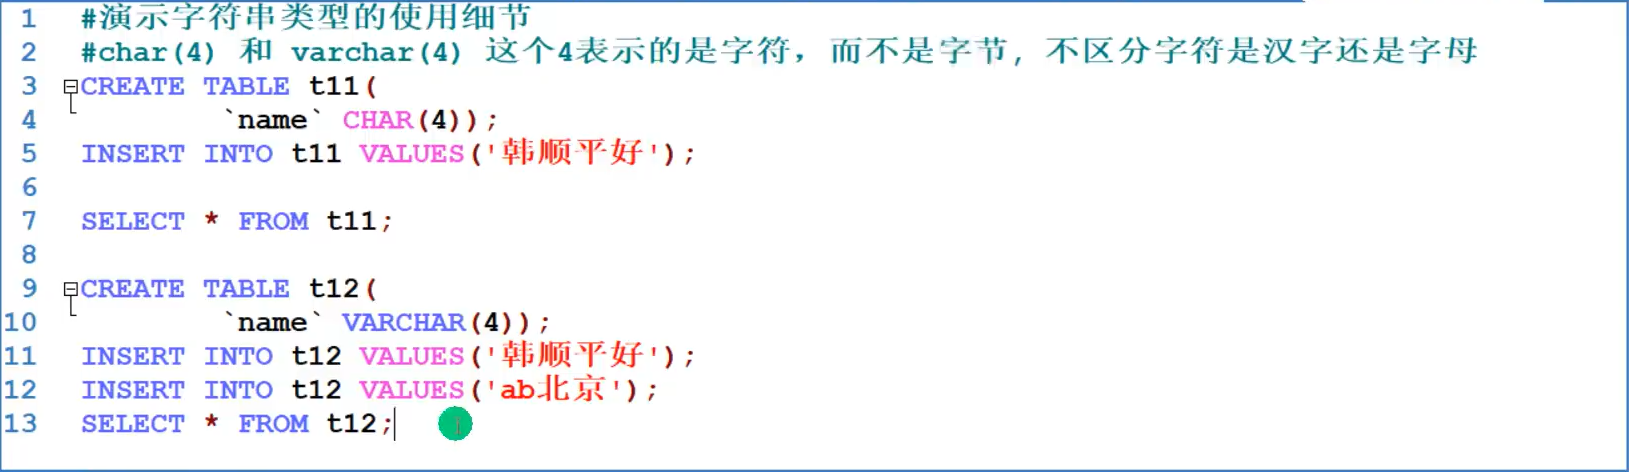 1 #演示字符串类型的使用细节
2 #char(4) 和 varchar(4) 这个4表示的是字符，而不是字节, 不区分字符是汉字还是字母
3 CREATE TABLE t11(
4 `name` CHAR(4));
5 INSERT INTO t11 VALUES('韩顺平好');
6
7 SELECT * FROM t11;
8
9 CREATE TABLE t12(
10 `name` VARCHAR(4));
11 INSERT INTO t12 VALUES('韩顺平好');
12 INSERT INTO t12 VALUES('ab北京');
13 SELECT * FROM t12;